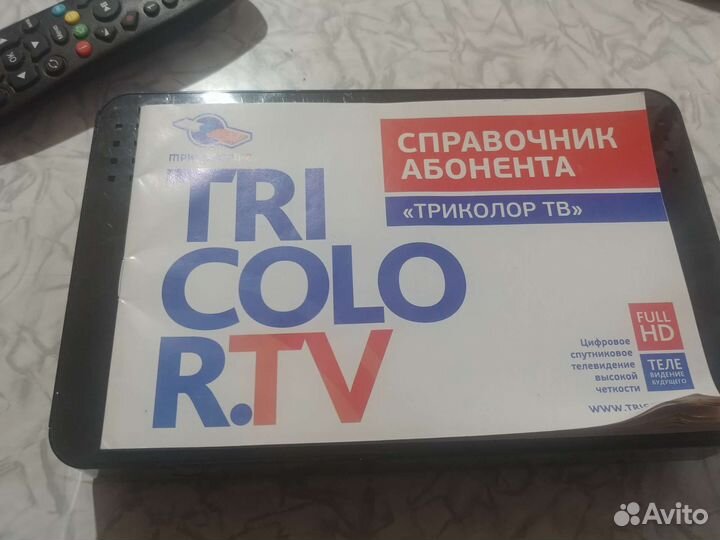 СПРАВОЧНИК
АБОНЕНТА
«ТРИКОЛОР ТВ»
TRI
COLO
R.TV
FULL
HD
Цифровое
спутниковое
телевидение
высокой
четкости
ТЕЛЕ
ВИДЕНИЕ
БУДУЩЕГО
Avito